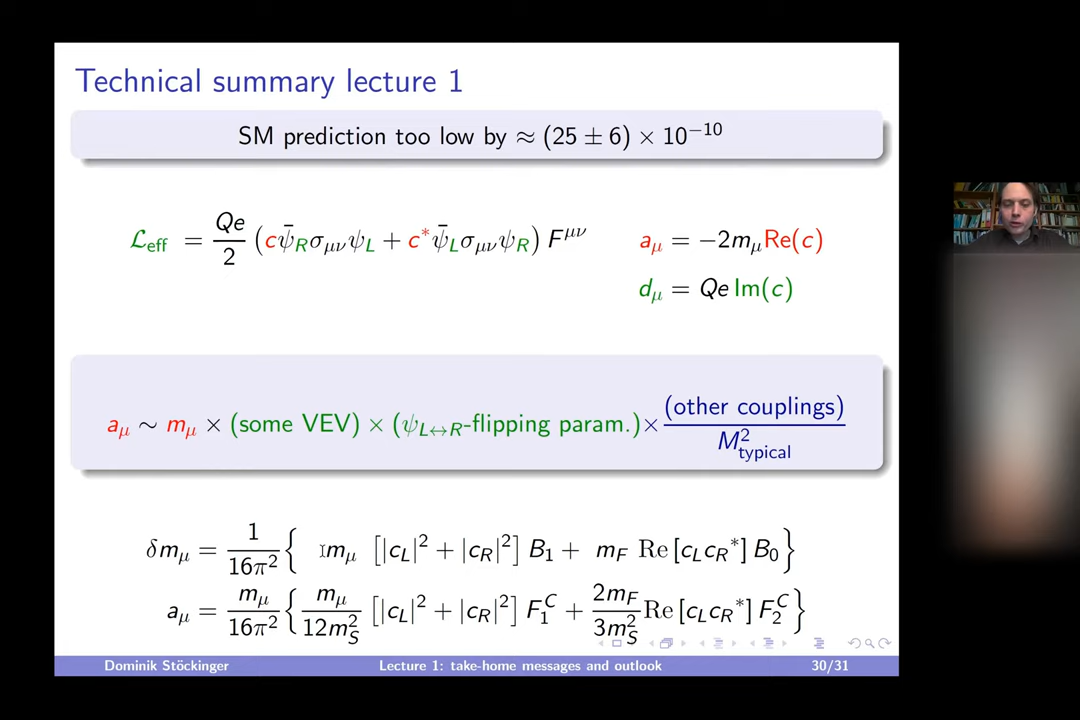 Technical summary lecture 1
SM prediction too low by ≈ (25 ± 6) × 10⁻¹⁰
𝓛_eff = Qe/2 (c ψ̄_R σ_μν ψ_L + c* ψ̄_L σ_μν ψ_R) F^μν    a_μ = −2m_μ Re(c)
d_μ = Qe Im(c)
a_μ ∼ m_μ × (some VEV) × (ψ_L↔R-flipping param.) × (other couplings) / M²_typical
δm_μ = 1/16π² { m_μ [|c_L|² + |c_R|²] B₁ + m_F Re [c_L c_R*] B₀ }
a_μ = m_μ/16π² { m_μ/12m_S² [|c_L|² + |c_R|²] F₁^C + 2m_F/3m_S² Re [c_L c_R*] F₂^C }
Dominik Stöckinger    Lecture 1: take-home messages and outlook    30/31